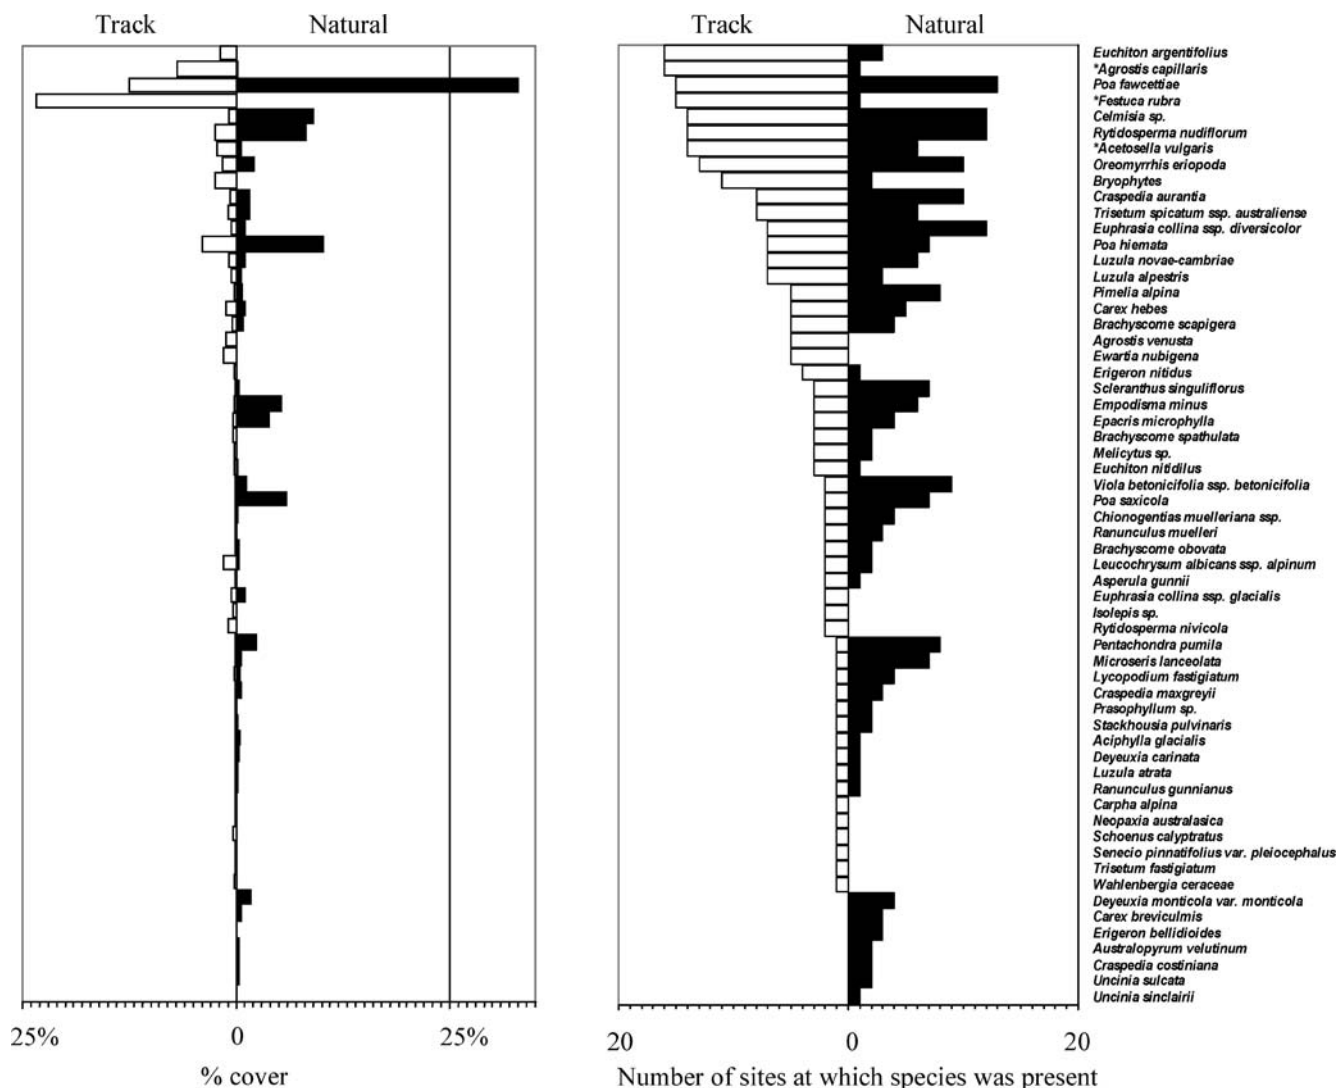 Track Natural
Track Natural
Euchiton argentifolius
*Agrostis capillaris
Poa fawcettiae
*Festuca rubra
Celmisia sp.
Rytidosperma nudiflorum
*Acetosella vulgaris
Oreomyrrhis eriopoda
Bryophytes
Craspedia aurantia
Trisetum spicatum ssp. australiense
Euphrasia collina ssp. diversicolor
Poa hiemata
Luzula novae-cambriae
Luzula alpestris
Pimelia alpina
Carex hebes
Brachyscome scapigera
Agrostis venusta
Ewartia nubigena
Erigeron nitidus
Scleranthus singuliflorus
Empodisma minus
Epacris microphylla
Brachyscome spathulata
Melicytus sp.
Euchiton nitidilus
Viola betonicifolia ssp. betonicifolia
Poa saxicola
Chionogentias muelleriana ssp.
Ranunculus muelleri
Brachyscome obovata
Leucochrysum albicans ssp. alpinum
Asperula gunnii
Euphrasia collina ssp. glacialis
Isolepis sp.
Rytidosperma nivicola
Pentachondra pumila
Microseris lanceolata
Lycopodium fastigiatum
Craspedia maxgreyii
Prasophyllum sp.
Stackhousia pulvinaris
Aciphylla glacialis
Deyeuxia carinata
Luzula atrata
Ranunculus gunnianus
Carpha alpina
Neopaxia australasica
Schoenus calyptratus
Senecio pinnatifolius var. pleiocephalus
Trisetum fastigiatum
Wahlenbergia ceraceae
Deyeuxia monticola var. monticola
Carex breviculmis
Erigeron bellidioides
Australopyrum velutinum
Craspedia costiniana
Uncinia sulcata
Uncinia sinclairii
25% 0 25%
% cover
20 0 20
Number of sites at which species was present